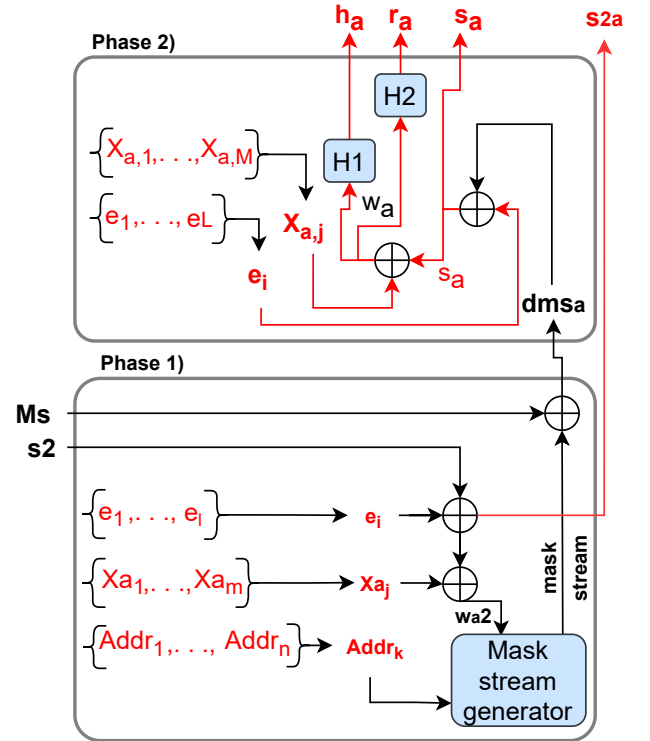 ha ra sa s2a
Phase 2)
H2
{Xa,1,. . .,Xa,M}
H1
wa
{e1,. . ., eL}
Xa,j
sa
ei
dmsa
Phase 1)
Ms
s2
{e1,. . ., el} ei
mask
stream
{Xa1,. . .,Xam} Xaj
wa2
{Addr1,. . ., Addrn} Addrk
Mask
stream
generator